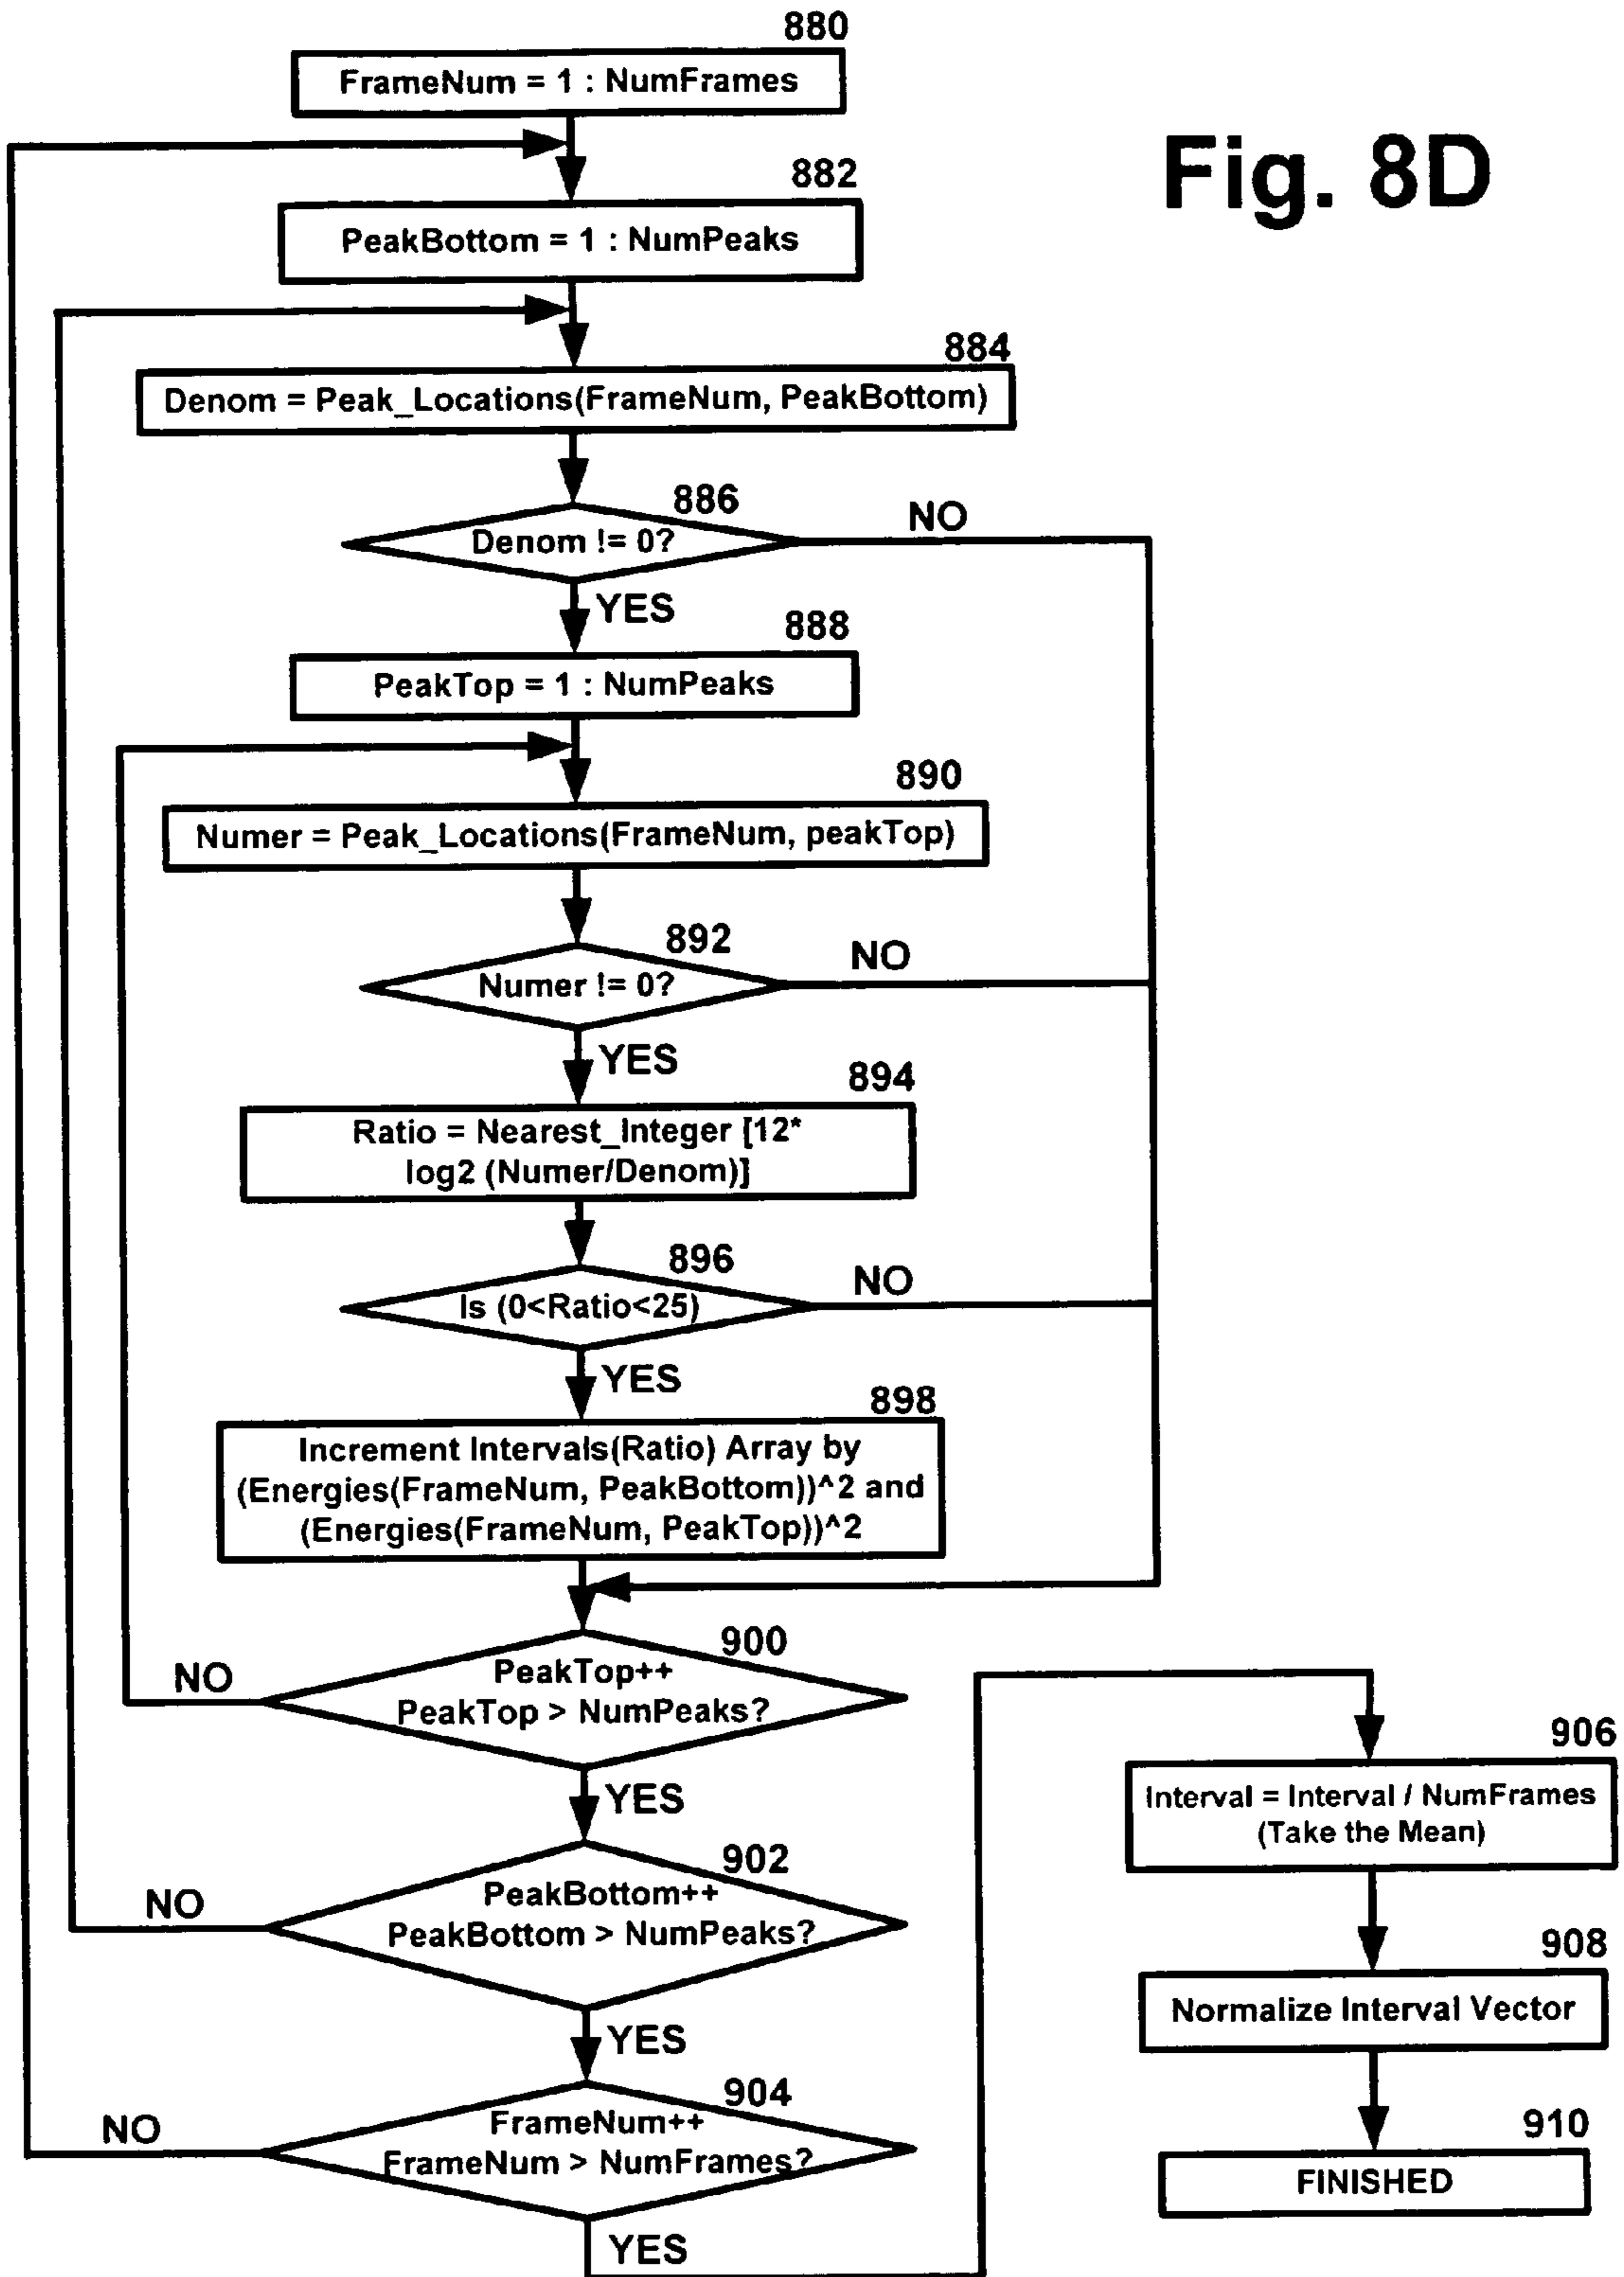 880
FrameNum = 1 : NumFrames
Fig. 8D
882
PeakBottom = 1 : NumPeaks
884
Denom = Peak_Locations(FrameNum, PeakBottom)
886
NO
Denom != 0?
YES
888
PeakTop = 1 : NumPeaks
890
Numer = Peak_Locations(FrameNum, peakTop)
892
NO
Numer != 0?
YES
894
Ratio = Nearest_Integer [12*
log2 (Numer/Denom)]
896
NO
Is (0<Ratio<25)
YES
898
Increment Intervals(Ratio) Array by
(Energies(FrameNum, PeakBottom))^2 and
(Energies(FrameNum, PeakTop))^2
900
NO
PeakTop++
PeakTop > NumPeaks?
YES
902
NO
PeakBottom++
PeakBottom > NumPeaks?
YES
904
NO
FrameNum++
FrameNum > NumFrames?
YES
906
Interval = Interval / NumFrames
(Take the Mean)
908
Normalize Interval Vector
910
FINISHED